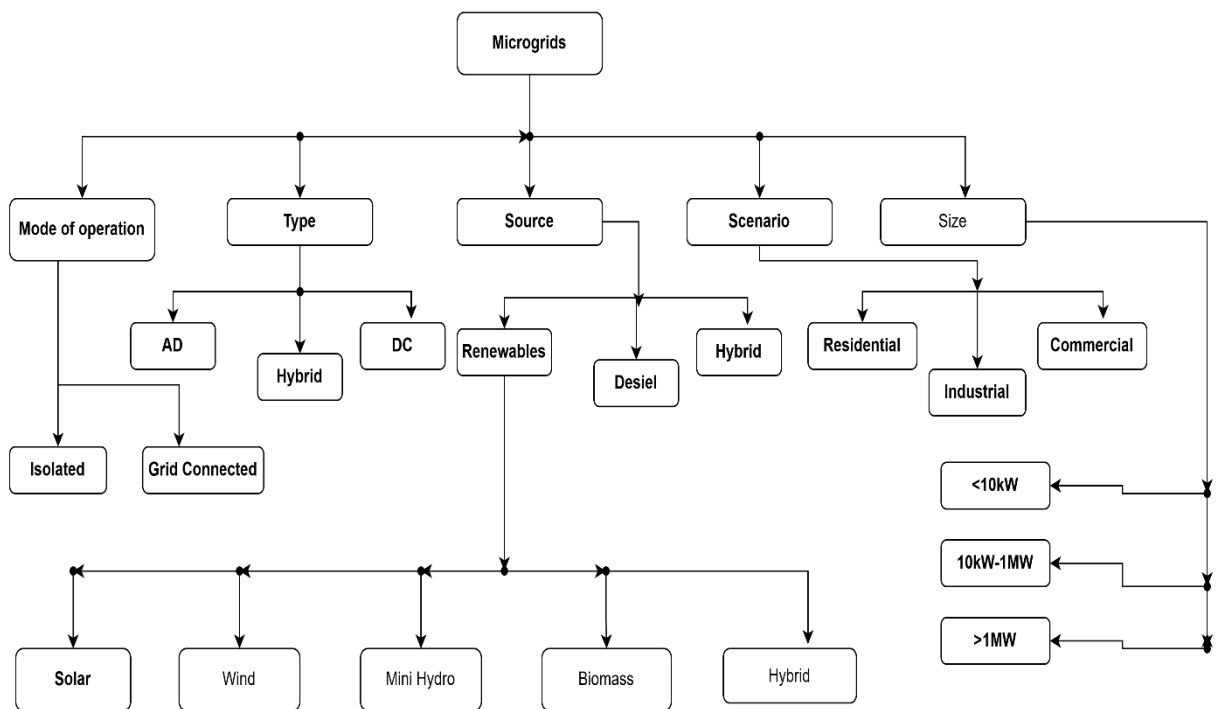 Microgrids
Mode of operation
Type
Source
Scenario
Size
AD
Hybrid
DC
Renewables
Desiel
Hybrid
Residential
Industrial
Commercial
Isolated
Grid Connected
<10kW
10kW-1MW
>1MW
Solar
Wind
Mini Hydro
Biomass
Hybrid